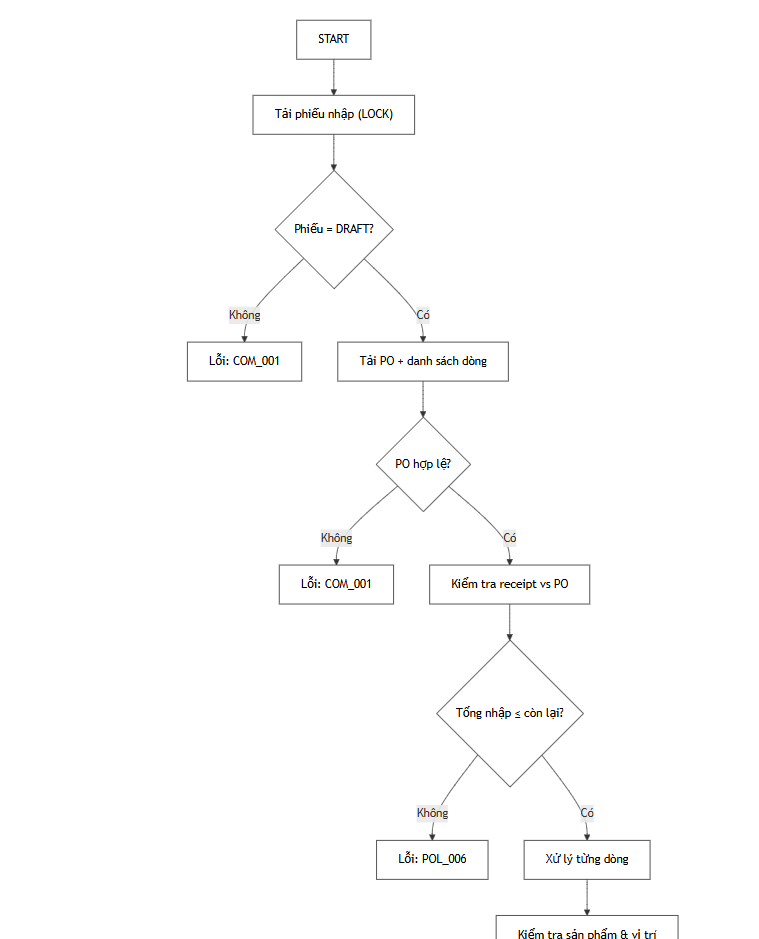 START
Tải phiếu nhập (LOCK)
Phiếu = DRAFT?
Không
Có
Lỗi: COM_001
Tải PO + danh sách dòng
PO hợp lệ?
Không
Có
Lỗi: COM_001
Kiểm tra receipt vs PO
Tổng nhập ≤ còn lại?
Không
Có
Lỗi: POL_006
Xử lý từng dòng
Kiểm tra sản phẩm & vị trí